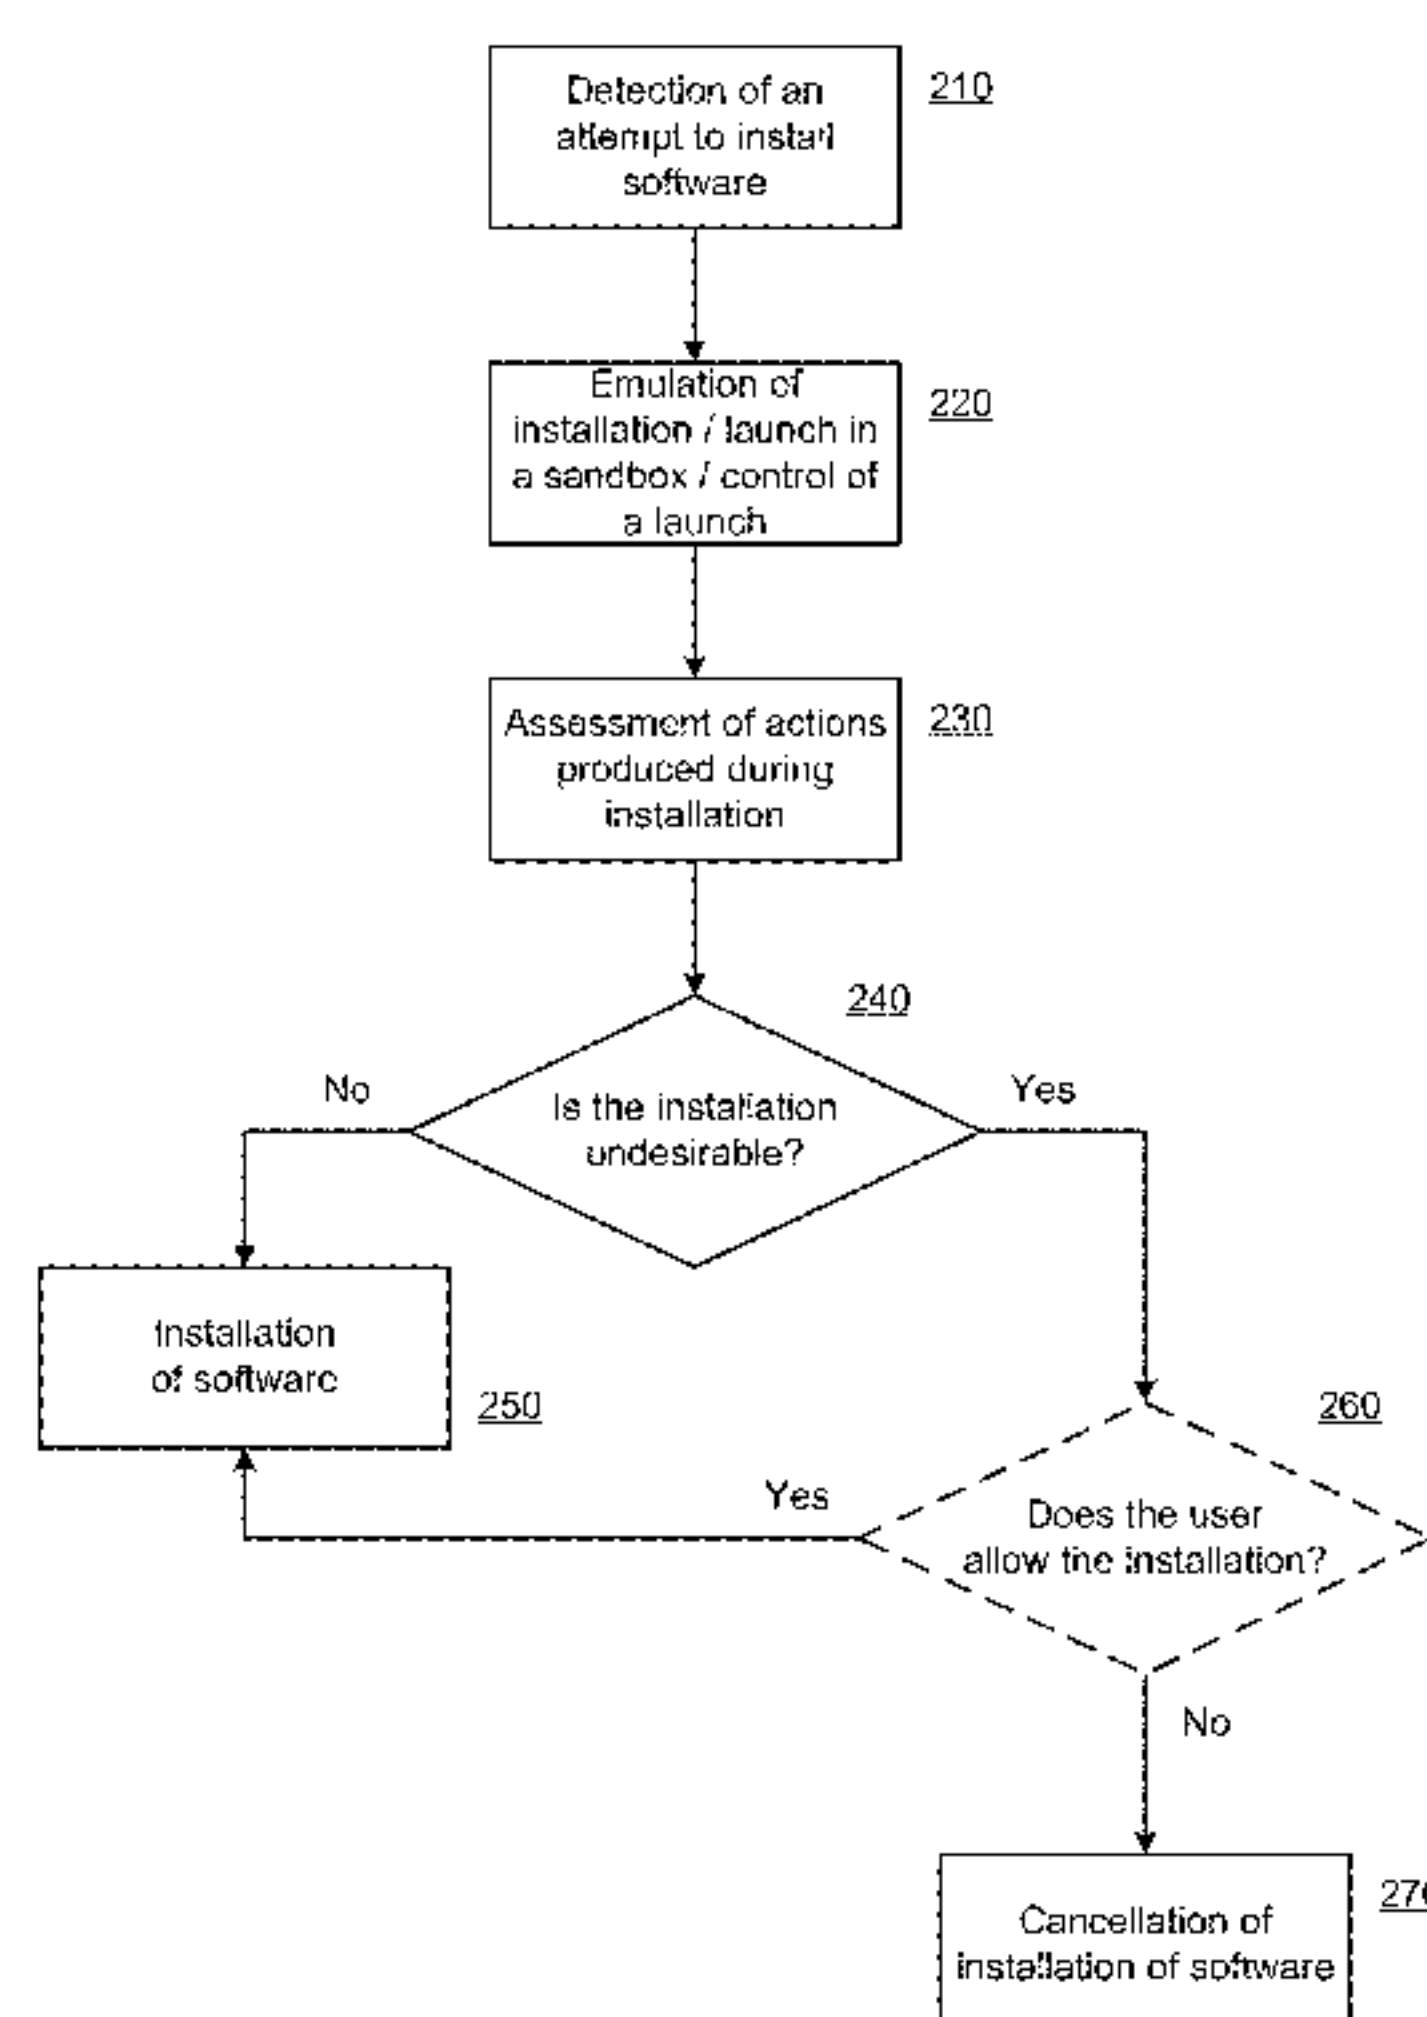 Detection of an
attempt to install
software
210
Emulation of
installation / launch in
a sandbox / control of
a launch
220
Assessment of actions
produced during
installation
230
240
No
Yes
Is the installation
undesirable?
Installation
of software
250
260
Yes
Does the user
allow the installation?
No
Cancellation of
installation of software
270